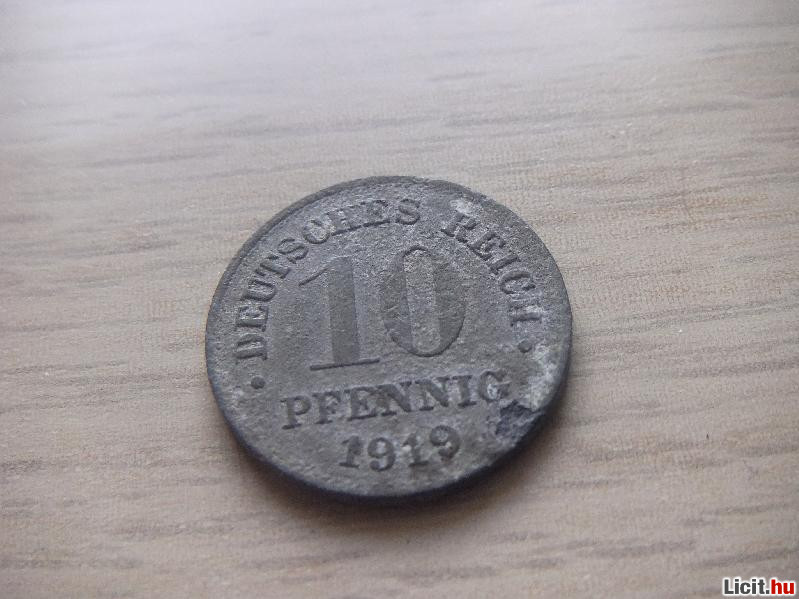 • DEUTSCHES REICH •
10
PFENNIG
1919
Licit.hu